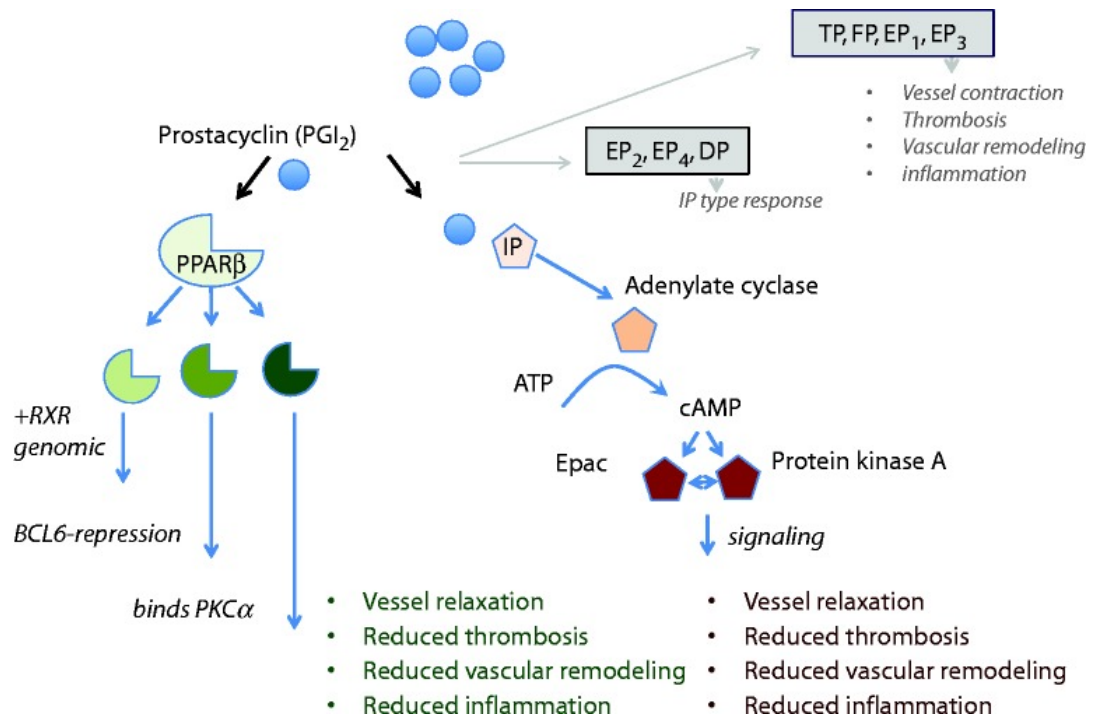 TP, FP, EP₁, EP₃
• Vessel contraction
• Thrombosis
• Vascular remodeling
• inflammation
Prostacyclin (PGI₂)
EP₂, EP₄, DP
IP type response
PPARβ
IP
Adenylate cyclase
ATP
cAMP
+RXR
genomic
Epac
Protein kinase A
BCL6-repression
signaling
binds PKCα
• Vessel relaxation
• Reduced thrombosis
• Reduced vascular remodeling
• Reduced inflammation
• Vessel relaxation
• Reduced thrombosis
• Reduced vascular remodeling
• Reduced inflammation